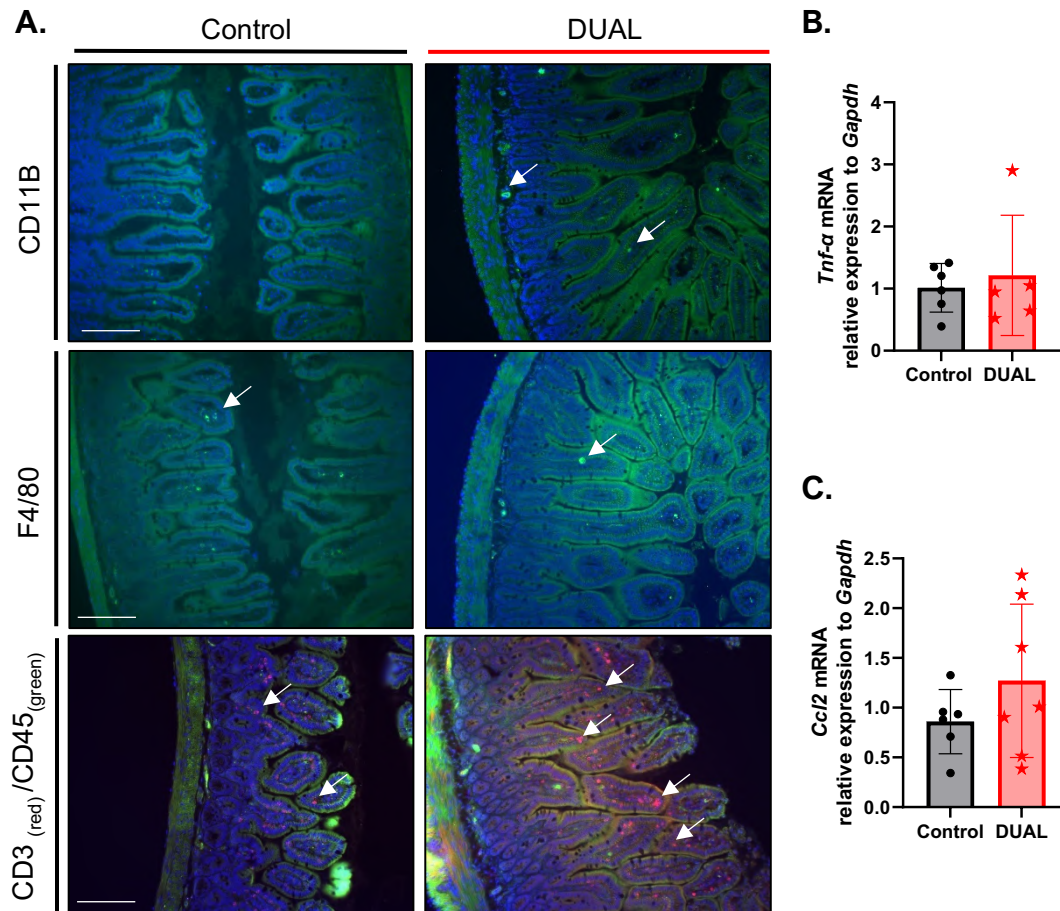 A.
Control
DUAL
CD11B
F4/80
CD3 (red) /CD45 (green)
B.
Tnf-α mRNA
relative expression to Gapdh
4
3
2
1
0
Control DUAL
C.
Ccl2 mRNA
relative expression to Gapdh
2.5
2.0
1.5
1.0
0.5
0.0
Control DUAL